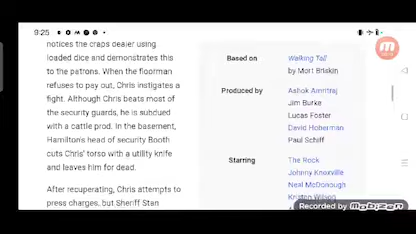 9:25
notices the craps dealer using
loaded dice and demonstrates this
to the patrons. When the floorman
refuses to pay out, Chris instigates a
fight. Although Chris beats most of
the security guards, he is subdued
with a cattle prod. In the basement,
Hamilton's head of security Booth
cuts Chris' torso with a utility knife
and leaves him for dead.
After recuperating, Chris attempts to
press charges, but Sheriff Stan
Based on
Walking Tall
by Mort Briskin
Produced by
Ashok Amritraj
Jim Burke
Lucas Foster
David Hoberman
Paul Schiff
Starring
The Rock
Johnny Knoxville
Neal McDonough
Kristen Wilson
Recorded by
mobizen